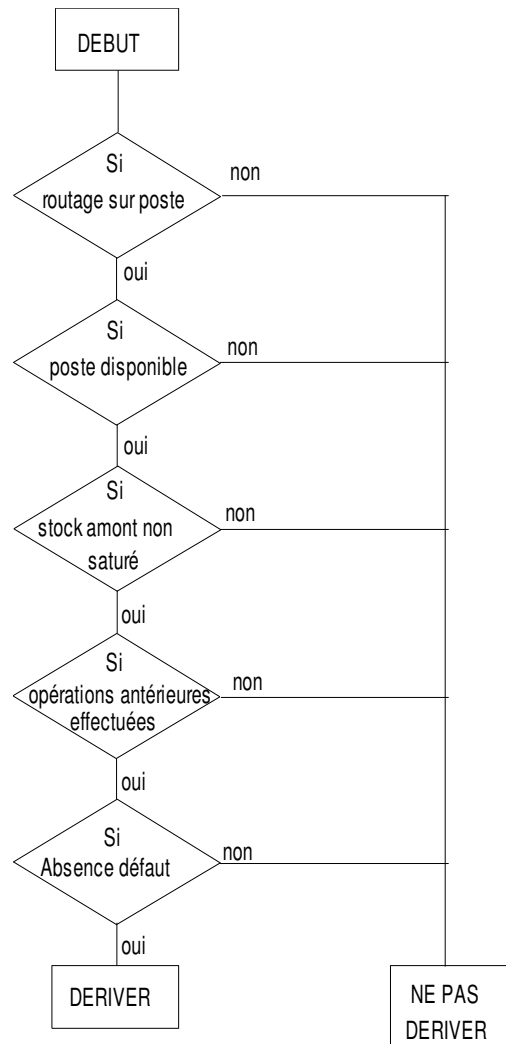 DEBUT
Si
non
routage sur poste
oui
Si
non
poste disponible
oui
Si
non
stock amont non
saturé
oui
Si
non
opérations antérieures
effectuées
oui
Si
non
Absence défaut
oui
DERIVER
NE PAS
DERIVER